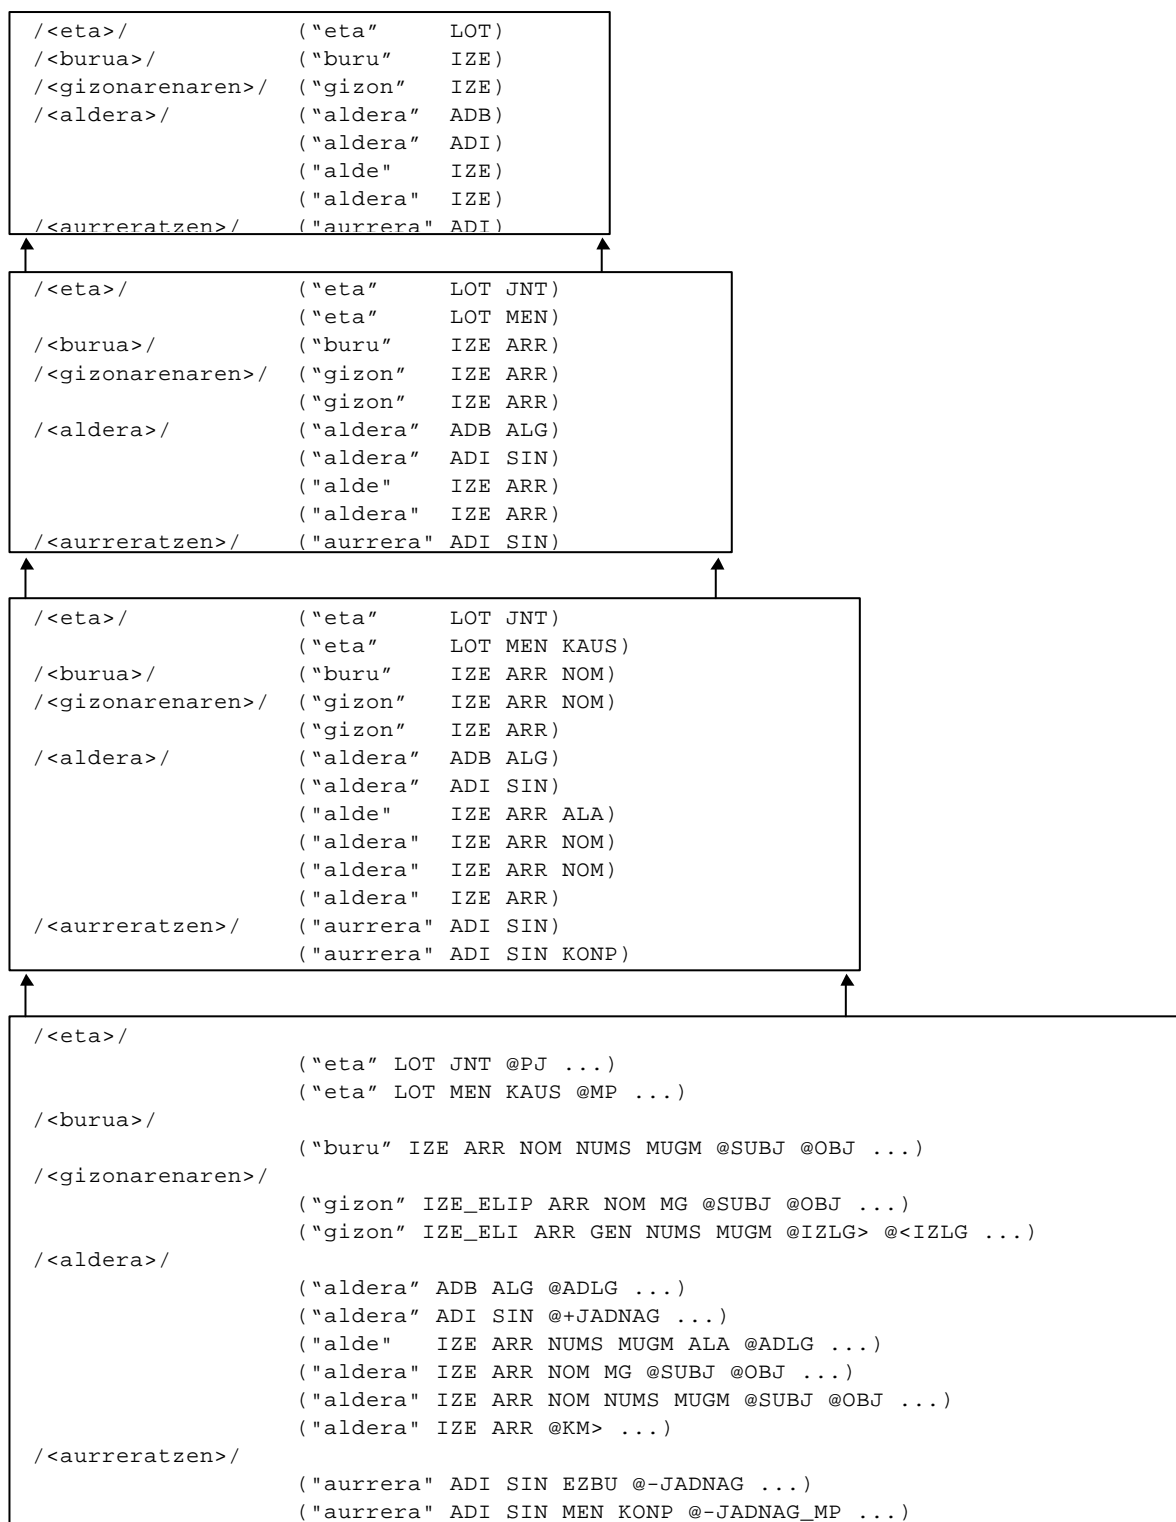 /<eta>/ (“eta” LOT)
/<burua>/ (“buru” IZE)
/<gizonarenaren>/ (“gizon” IZE)
/<aldera>/ (“aldera” ADB)
(“aldera” ADI)
("alde" IZE)
("aldera" IZE)
/<aurreratzen>/ ("aurrera" ADI)
/<eta>/ (“eta” LOT JNT)
(“eta” LOT MEN)
/<burua>/ (“buru” IZE ARR)
/<gizonarenaren>/ (“gizon” IZE ARR)
(“gizon” IZE ARR)
/<aldera>/ (“aldera” ADB ALG)
(“aldera” ADI SIN)
("alde" IZE ARR)
("aldera" IZE ARR)
/<aurreratzen>/ ("aurrera" ADI SIN)
/<eta>/ (“eta” LOT JNT)
(“eta” LOT MEN KAUS)
/<burua>/ (“buru” IZE ARR NOM)
/<gizonarenaren>/ (“gizon” IZE ARR NOM)
(“gizon” IZE ARR)
/<aldera>/ (“aldera” ADB ALG)
(“aldera” ADI SIN)
("alde" IZE ARR ALA)
("aldera" IZE ARR NOM)
("aldera" IZE ARR NOM)
("aldera" IZE ARR)
/<aurreratzen>/ ("aurrera" ADI SIN)
("aurrera" ADI SIN KONP)
/<eta>/
(“eta” LOT JNT @PJ ...)
(“eta” LOT MEN KAUS @MP ...)
/<burua>/
(“buru” IZE ARR NOM NUMS MUGM @SUBJ @OBJ ...)
/<gizonarenaren>/
(“gizon” IZE_ELIP ARR NOM MG @SUBJ @OBJ ...)
(“gizon” IZE_ELI ARR GEN NUMS MUGM @IZLG> @<IZLG ...)
/<aldera>/
(“aldera” ADB ALG @ADLG ...)
(“aldera” ADI SIN @+JADNAG ...)
("alde" IZE ARR NUMS MUGM ALA @ADLG ...)
("aldera" IZE ARR NOM MG @SUBJ @OBJ ...)
("aldera" IZE ARR NOM NUMS MUGM @SUBJ @OBJ ...)
("aldera" IZE ARR @KM> ...)
/<aurreratzen>/
("aurrera" ADI SIN EZBU @-JADNAG ...)
("aurrera" ADI SIN MEN KONP @-JADNAG_MP ...)